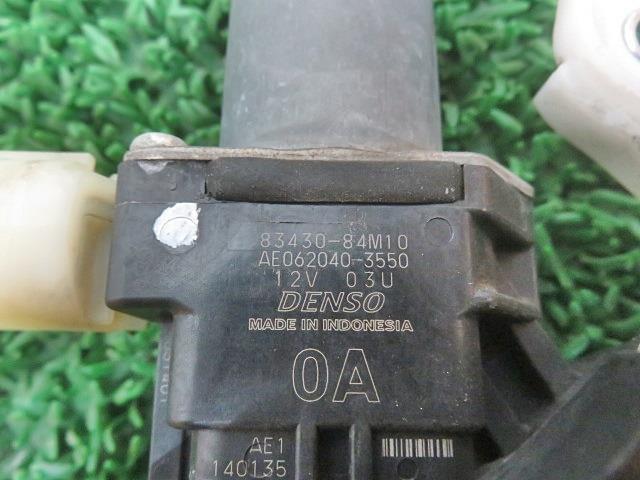 83430-84M10
AE062040-3550
12V 03U
DENSO
MADE IN INDONESIA
0A
AE1
140135